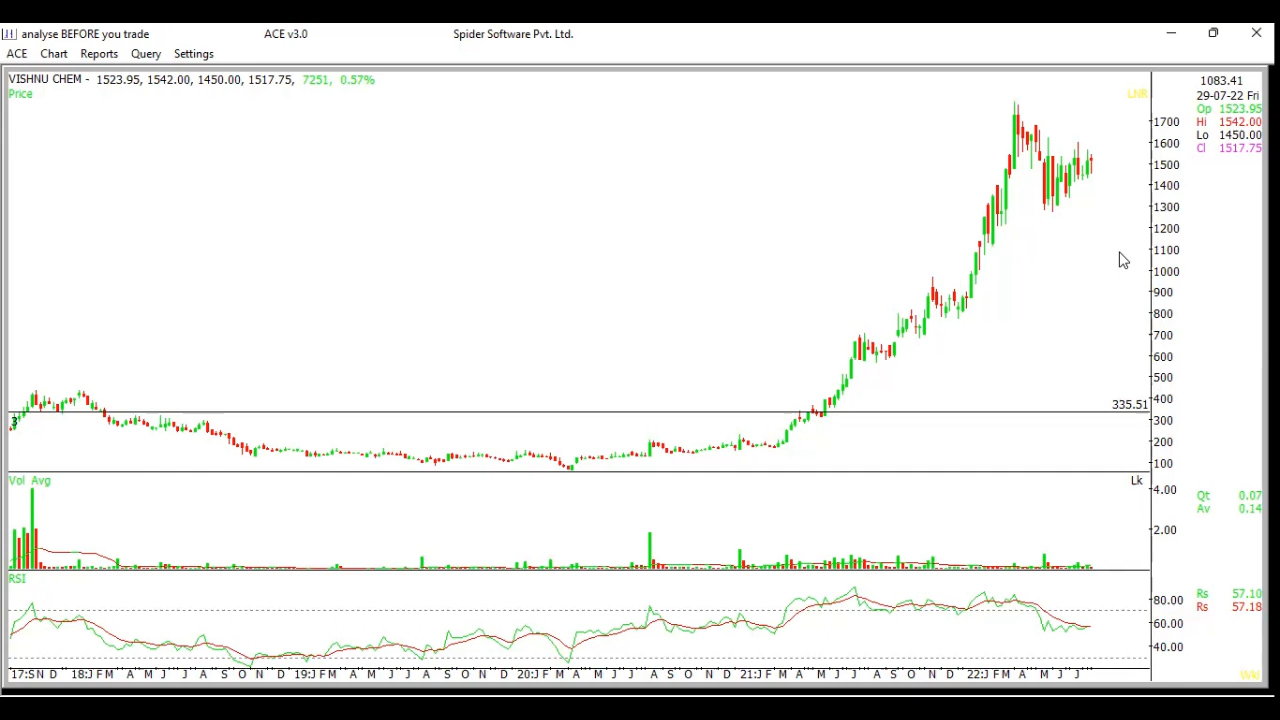 analyse BEFORE you trade ACE v3.0 Spider Software Pvt. Ltd.
ACE Chart Reports Query Settings
VISHNU CHEM - 1523.95, 1542.00, 1450.00, 1517.75, 7251, 0.57%
Price
LNR
1083.41
29-07-22 Fri
Op 1523.95
Hi 1542.00
Lo 1450.00
Cl 1517.75
1700
1600
1500
1400
1300
1200
1100
1000
900
800
700
600
500
400
300
200
100
335.51
3
Vol Avg
Lk
4.00
2.00
Qt 0.07
Av 0.14
RSI
80.00
60.00
40.00
Rs 57.10
Rs 57.18
17:S N D 18:J F M A M J J A S O N D 19:J F M A M J J A S O N D 20:J F M A M J J A S O N D 21:J F M A M J J A S O N D 22:J F M A M J J
Wkl